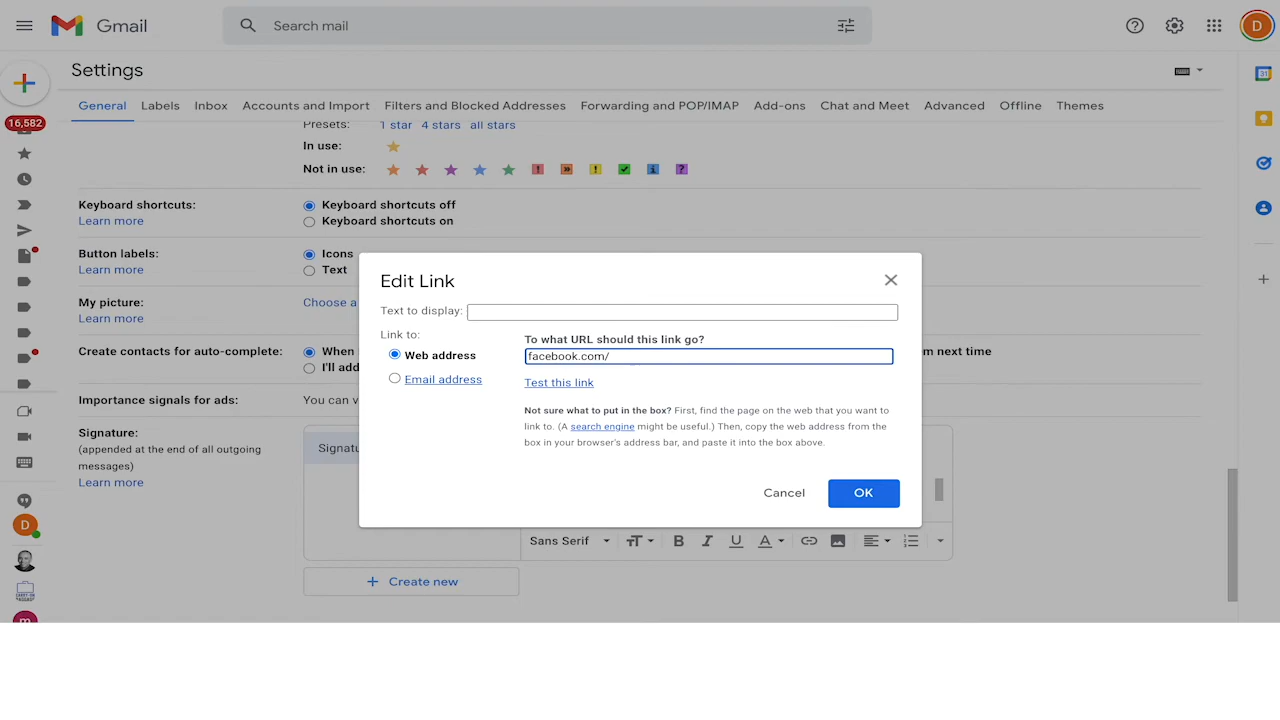 Gmail
Search mail
D
Settings
General Labels Inbox Accounts and Import Filters and Blocked Addresses Forwarding and POP/IMAP Add-ons Chat and Meet Advanced Offline Themes
31
16,582
Presets: 1 star 4 stars all stars
In use:
Not in use:
Keyboard shortcuts:
Learn more
Keyboard shortcuts off
Keyboard shortcuts on
Button labels:
Learn more
Icons
Text
My picture:
Learn more
Choose a
Create contacts for auto-complete:
When
m next time
I'll add
Importance signals for ads:
You can v
Signature:
(appended at the end of all outgoing
messages)
Learn more
Signatu
Edit Link
Text to display:
Link to:
Web address
Email address
To what URL should this link go?
facebook.com/
Test this link
Not sure what to put in the box? First, find the page on the web that you want to
link to. (A search engine might be useful.) Then, copy the web address from the
box in your browser's address bar, and paste it into the box above.
Cancel OK
Sans Serif
Create new
D
m